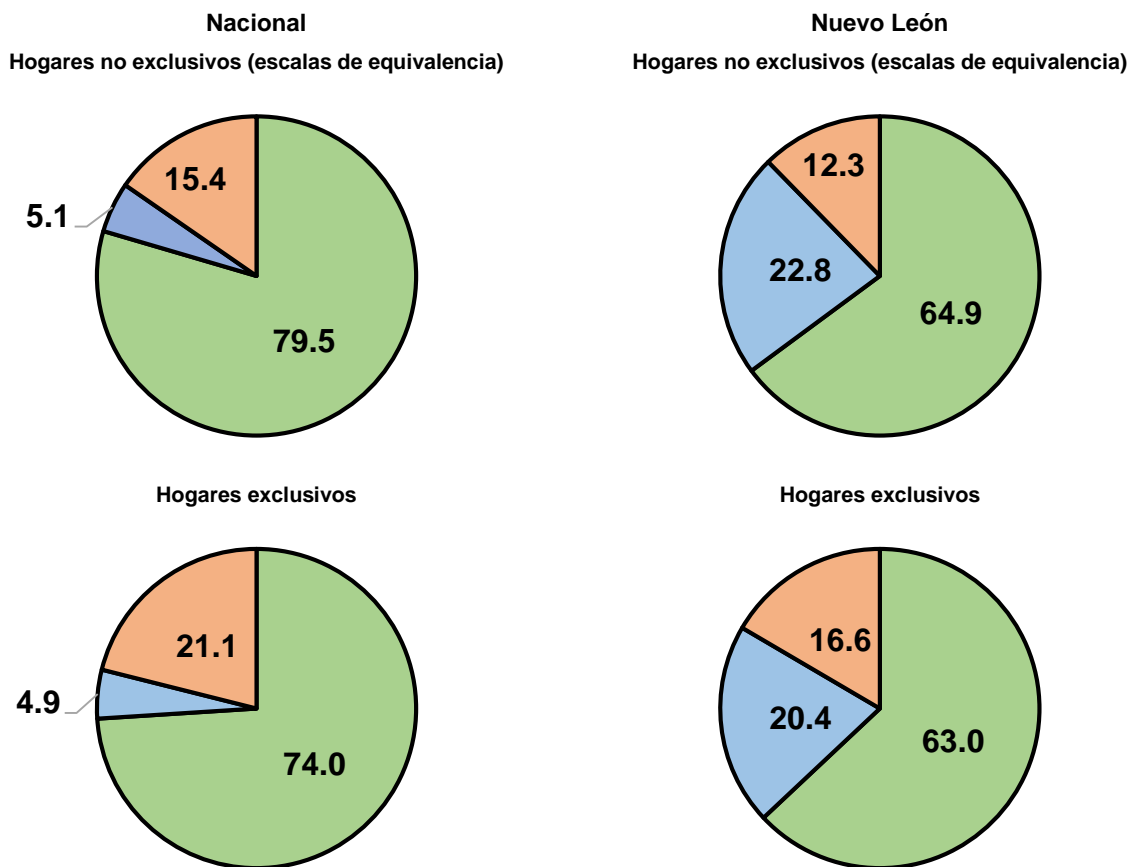 Nacional
Hogares no exclusivos (escalas de equivalencia)
15.4
5.1
79.5
Nuevo León
Hogares no exclusivos (escalas de equivalencia)
12.3
22.8
64.9
Hogares exclusivos
21.1
4.9
74.0
Hogares exclusivos
16.6
20.4
63.0